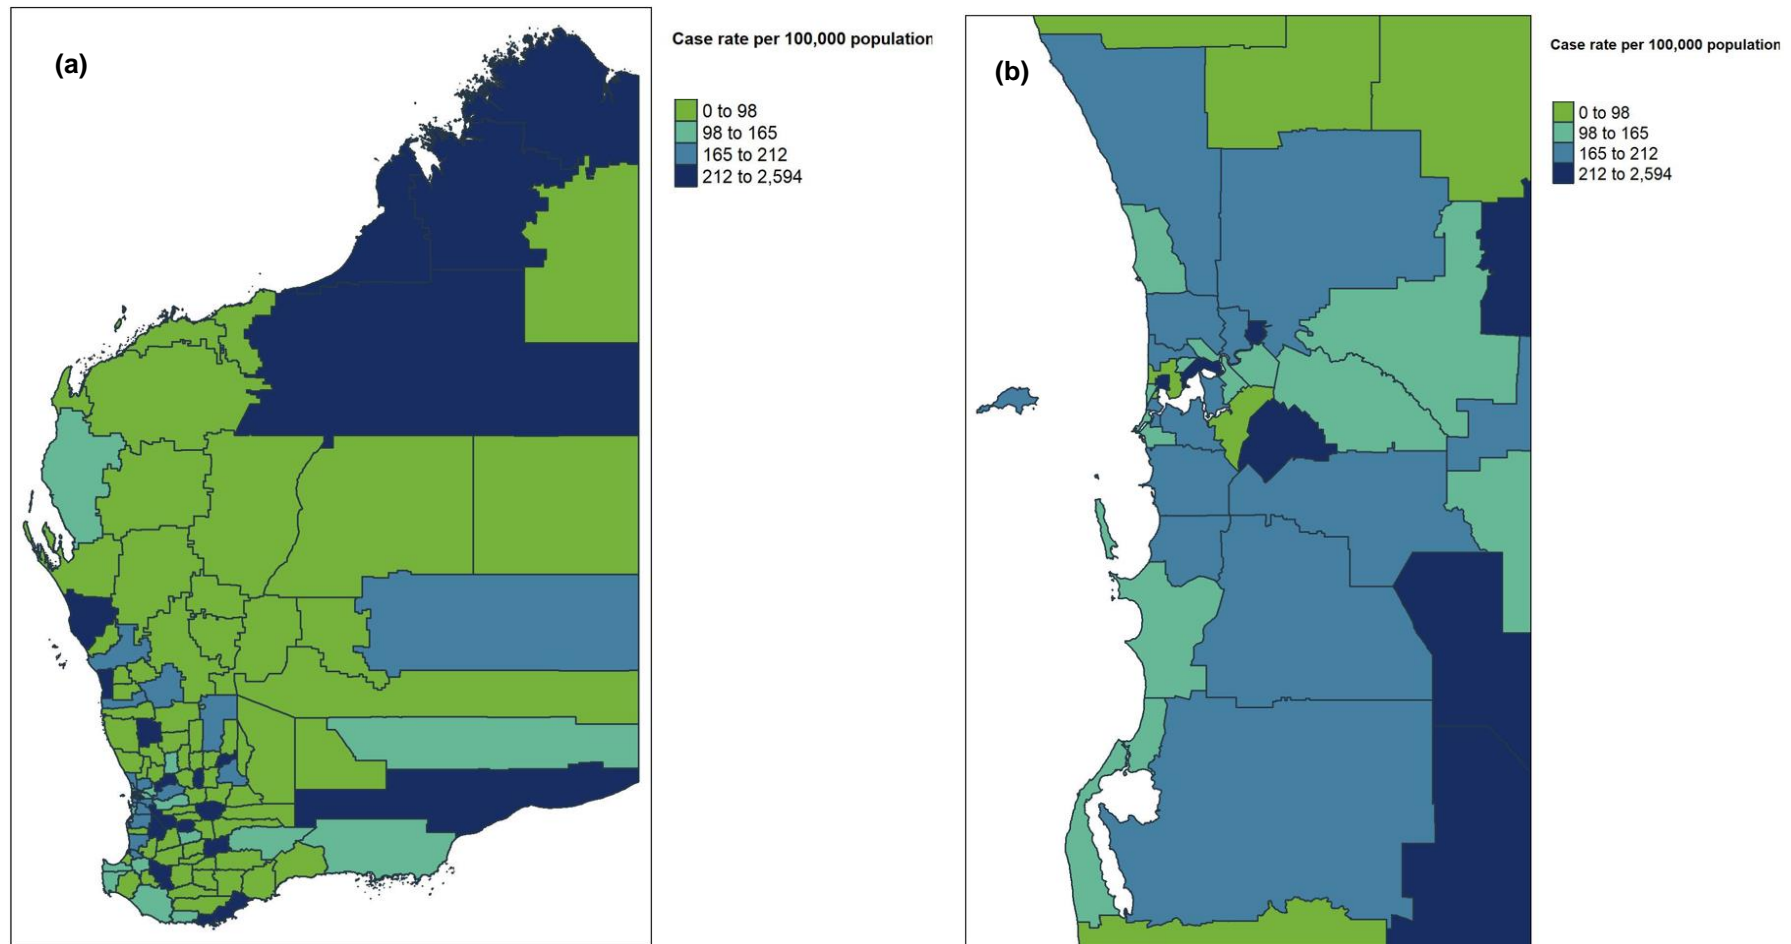 (a)
Case rate per 100,000 population
0 to 98
98 to 165
165 to 212
212 to 2,594
(b)
Case rate per 100,000 population
0 to 98
98 to 165
165 to 212
212 to 2,594